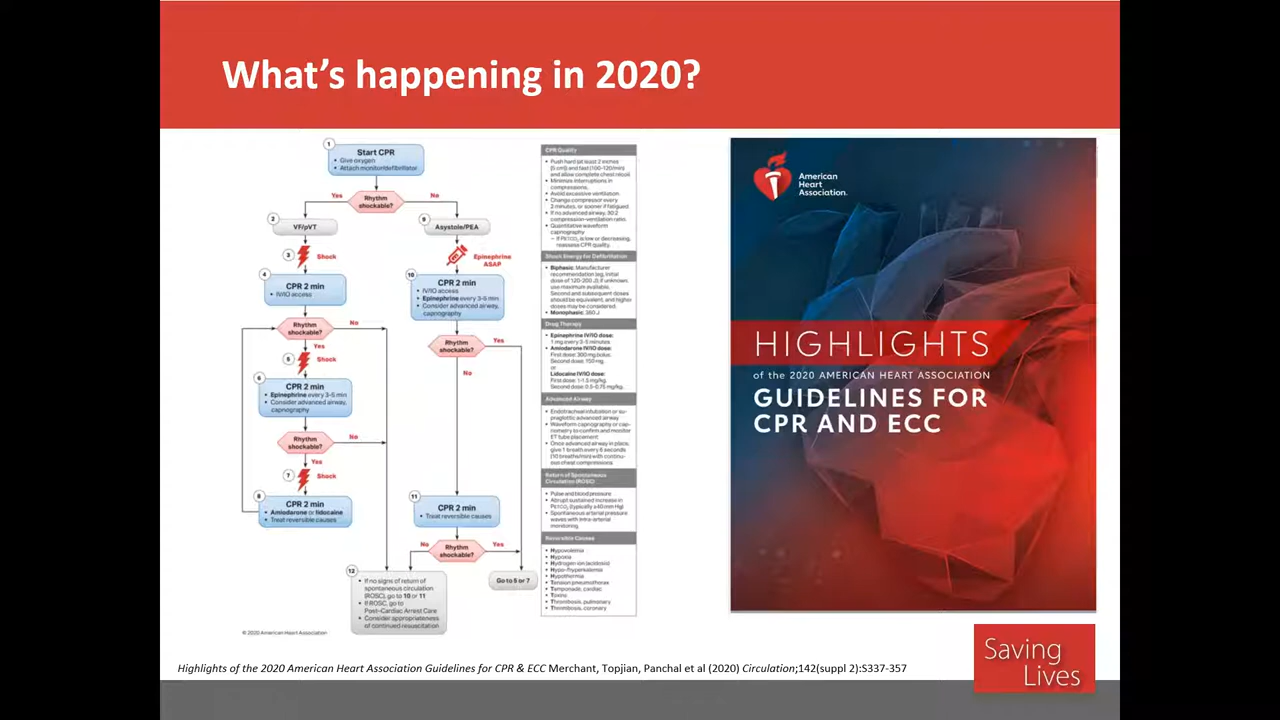 What's happening in 2020?
1
Start CPR
• Give oxygen
• Attach monitor/defibrillator
Yes
Rhythm
shockable?
No
2
VF/pVT
9
Asystole/PEA
3
Shock
Epinephrine
ASAP
4
CPR 2 min
• IV/IO access
10
CPR 2 min
• IV/IO access
• Epinephrine every 3-5 min
• Consider advanced airway,
capnography
Rhythm
shockable?
No
Yes
Rhythm
shockable?
Yes
No
5
Shock
6
CPR 2 min
• Epinephrine every 3-5 min
• Consider advanced airway,
capnography
Rhythm
shockable?
No
Yes
7
Shock
8
CPR 2 min
• Amiodarone or lidocaine
• Treat reversible causes
11
CPR 2 min
• Treat reversible causes
No
Rhythm
shockable?
Yes
12
• If no signs of return of
spontaneous circulation
(ROSC), go to 10 or 11
• If ROSC, go to
Post-Cardiac Arrest Care
• Consider appropriateness
of continued resuscitation
Go to 5 or 7
© 2020 American Heart Association
CPR Quality
• Push hard (at least 2 inches
[5 cm]) and fast (100-120/min)
and allow complete chest recoil.
• Minimize interruptions in
compressions.
• Avoid excessive ventilation.
• Change compressor every
2 minutes, or sooner if fatigued.
• If no advanced airway, 30:2
compression-ventilation ratio.
• Quantitative waveform
capnography
– If PETCO2 is low or decreasing,
reassess CPR quality.
Shock Energy for Defibrillation
• Biphasic: Manufacturer
recommendation (eg, initial
dose of 120-200 J); if unknown,
use maximum available.
Second and subsequent doses
should be equivalent, and higher
doses may be considered.
• Monophasic: 360 J
Drug Therapy
• Epinephrine IV/IO dose:
1 mg every 3-5 minutes
• Amiodarone IV/IO dose:
First dose: 300 mg bolus.
Second dose: 150 mg.
or
Lidocaine IV/IO dose:
First dose: 1-1.5 mg/kg.
Second dose: 0.5-0.75 mg/kg.
Advanced Airway
• Endotracheal intubation or su-
praglottic advanced airway
• Waveform capnography or cap-
nometry to confirm and monitor
ET tube placement
• Once advanced airway in place,
give 1 breath every 6 seconds
(10 breaths/min) with continu-
ous chest compressions
Return of Spontaneous
Circulation (ROSC)
• Pulse and blood pressure
• Abrupt sustained increase in
PETCO2 (typically ≥40 mm Hg)
• Spontaneous arterial pressure
waves with intra-arterial
monitoring
Reversible Causes
• Hypovolemia
• Hypoxia
• Hydrogen ion (acidosis)
• Hypo-/hyperkalemia
• Hypothermia
• Tension pneumothorax
• Tamponade, cardiac
• Toxins
• Thrombosis, pulmonary
• Thrombosis, coronary
American
Heart
Association.
HIGHLIGHTS
of the 2020 AMERICAN HEART ASSOCIATION
GUIDELINES FOR
CPR AND ECC
Highlights of the 2020 American Heart Association Guidelines for CPR & ECC Merchant, Topjian, Panchal et al (2020) Circulation;142(suppl 2):S337-357
Saving
Lives